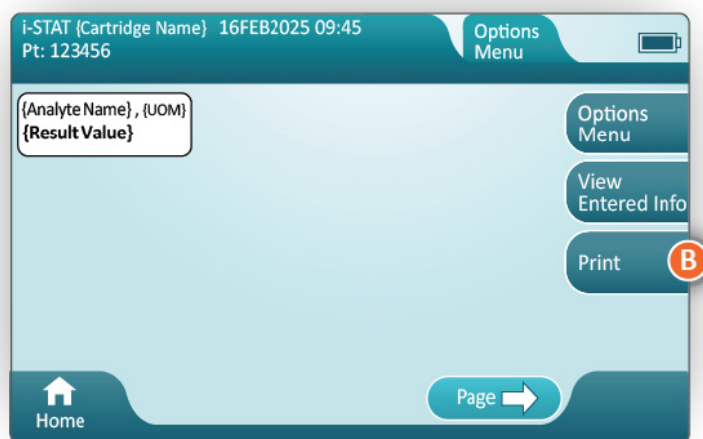 i-STAT {Cartridge Name} 16FEB2025 09:45
Pt: 123456
Options
Menu
{Analyte Name} , {UOM}
{Result Value}
Options
Menu
View
Entered Info
Print
B
Home
Page